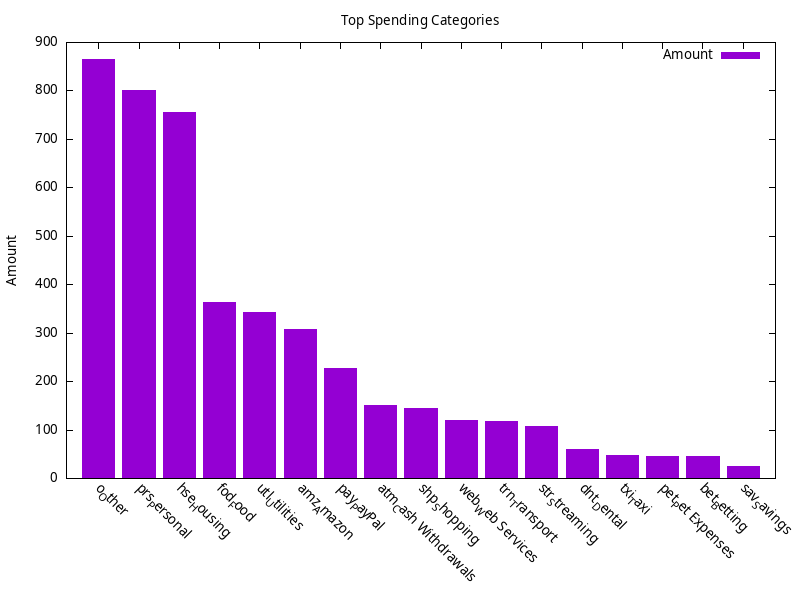 Top Spending Categories
Amount
900
800
700
600
500
400
300
200
100
0
Amount
o_Other
prs_Personal
hse_Housing
fod_Food
utl_Utilities
amz_Amazon
pay_PayPal
atm_Cash Withdrawals
shp_Shopping
web_Web Services
trn_Transport
str_Streaming
dnt_Dental
txi_Taxi
pet_Pet Expenses
bet_Betting
sav_Savings